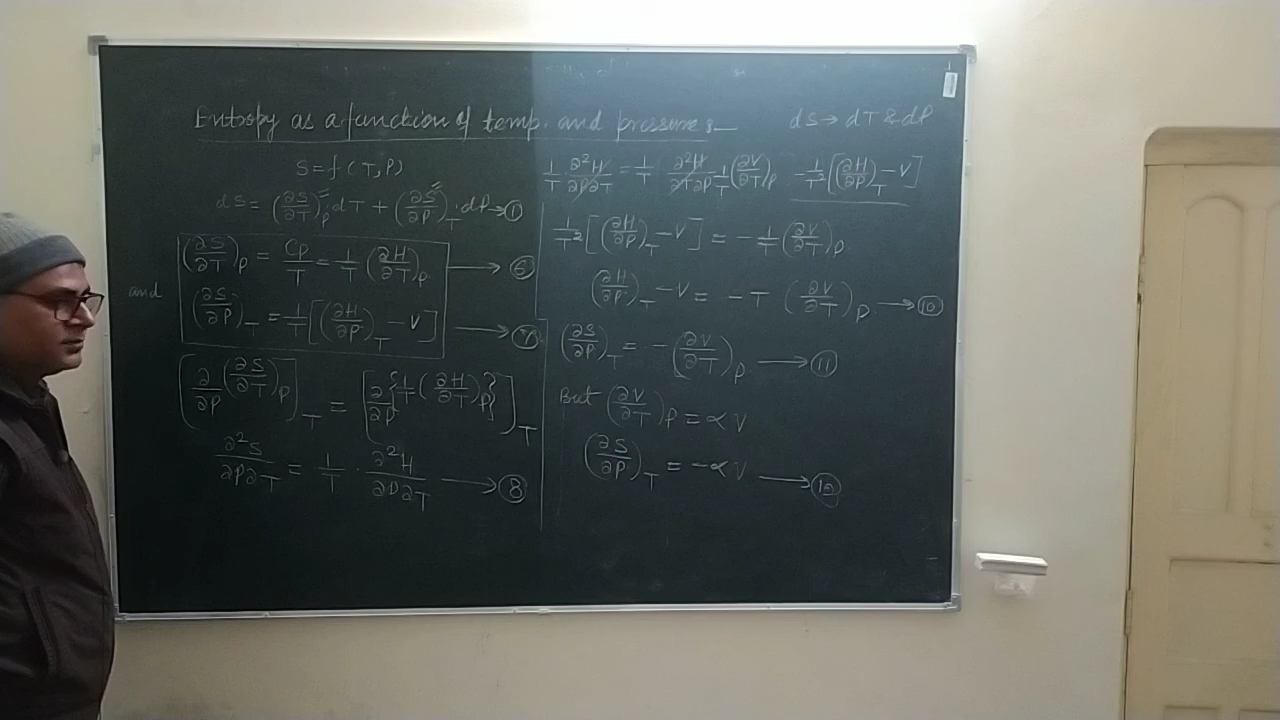 Entropy as a function of temp. and pressure :—
dS → dT & dP
S = f (T, P)
dS = (∂S/∂T)_P dT + (∂S/∂P)_T . dP → ①
(∂S/∂T)_P = C_P/T = 1/T (∂H/∂T)_P → ⑥
and (∂S/∂P)_T = 1/T [(∂H/∂P)_T − V] → ⑦
[∂/∂P (∂S/∂T)_P]_T = [∂/∂P {1/T (∂H/∂T)_P}]_T
∂²S/∂P∂T = 1/T . ∂²H/∂P∂T → ⑧
1/T . ∂²H/∂P∂T = 1/T ∂²H/∂T∂P − 1/T (∂V/∂T)_P − 1/T² [(∂H/∂P)_T − V]
1/T² [(∂H/∂P)_T − V] = − 1/T (∂V/∂T)_P
(∂H/∂P)_T − V = − T (∂V/∂T)_P → ⑩
(∂S/∂P)_T = − (∂V/∂T)_P → ⑪
But (∂V/∂T)_P = ∝ V
(∂S/∂P)_T = − ∝ V → ⑫